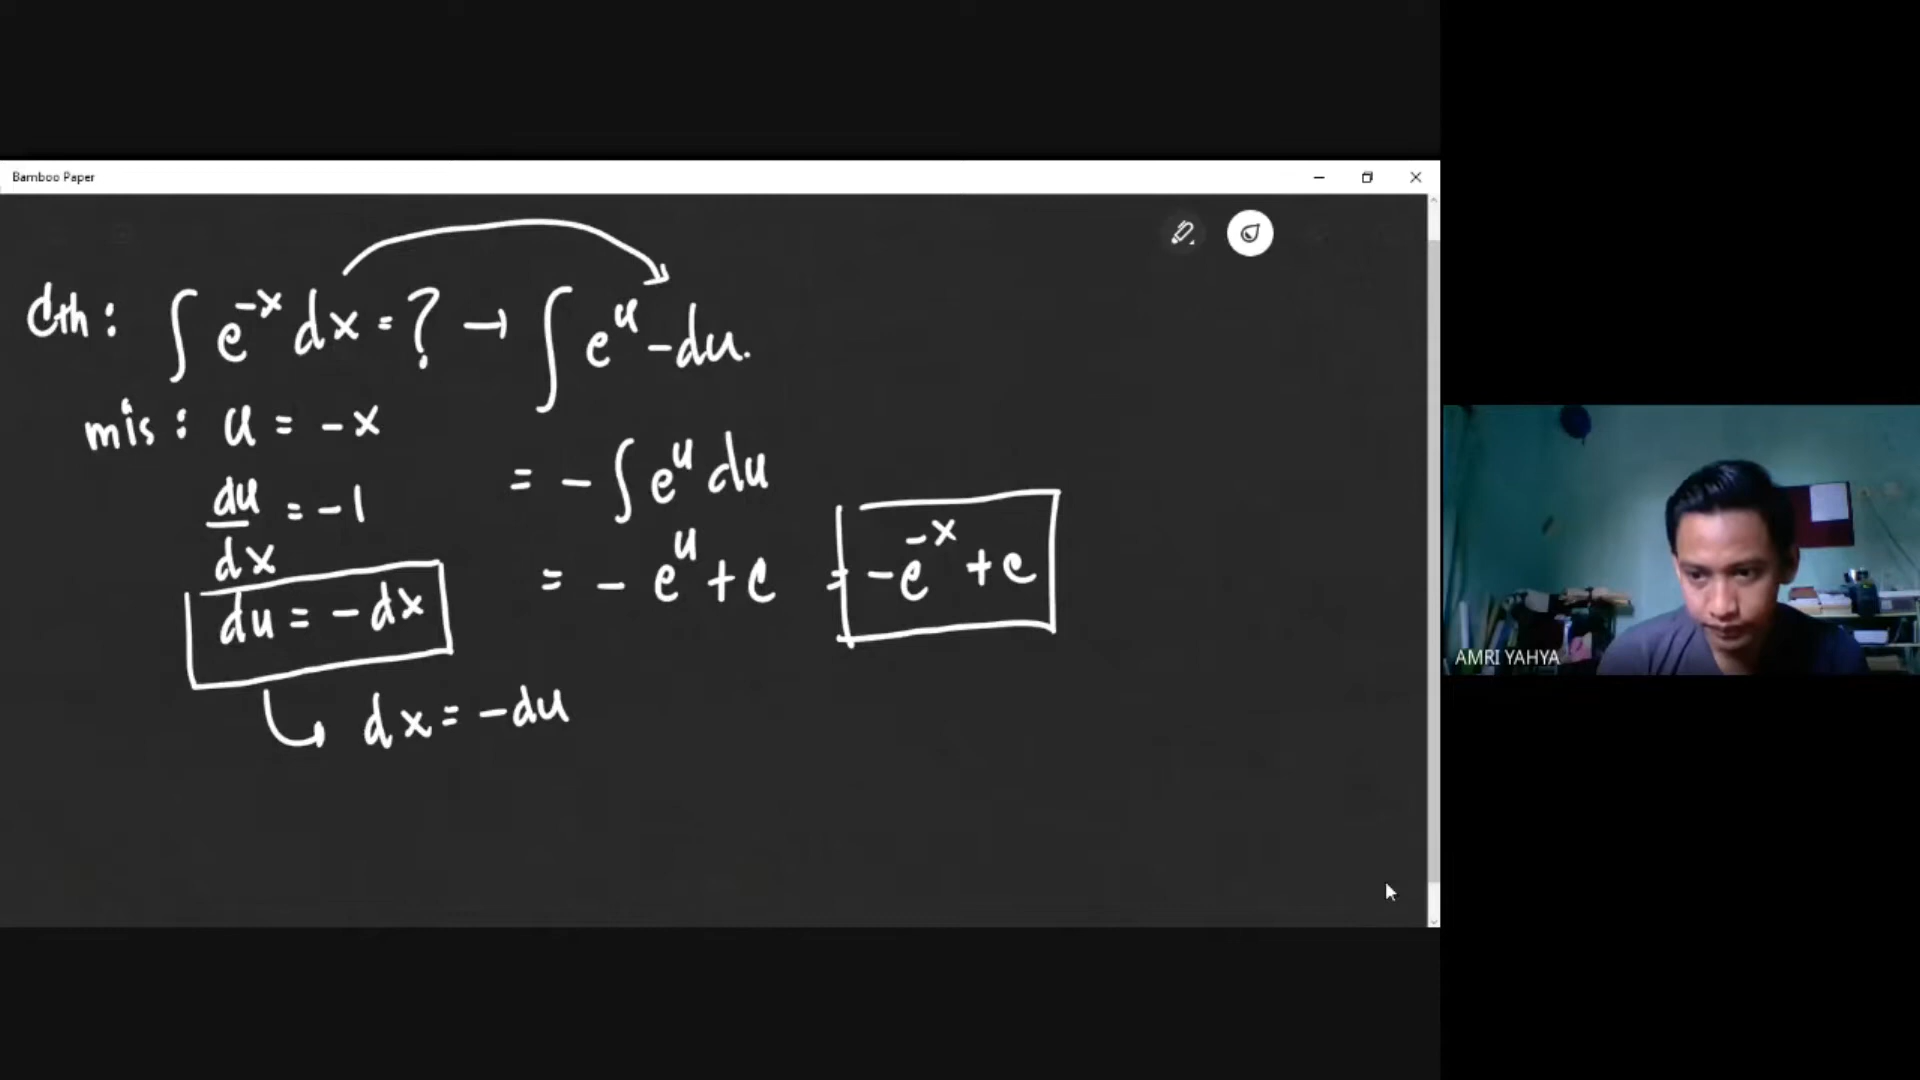 Bamboo Paper
Cth: ∫ e^{-x} dx = ? → ∫ e^u -du.
mis: u = -x
du/dx = -1
du = -dx
dx = -du
= - ∫ e^u du
= - e^u + c = -e^{-x} + c
AMRI YAHYA